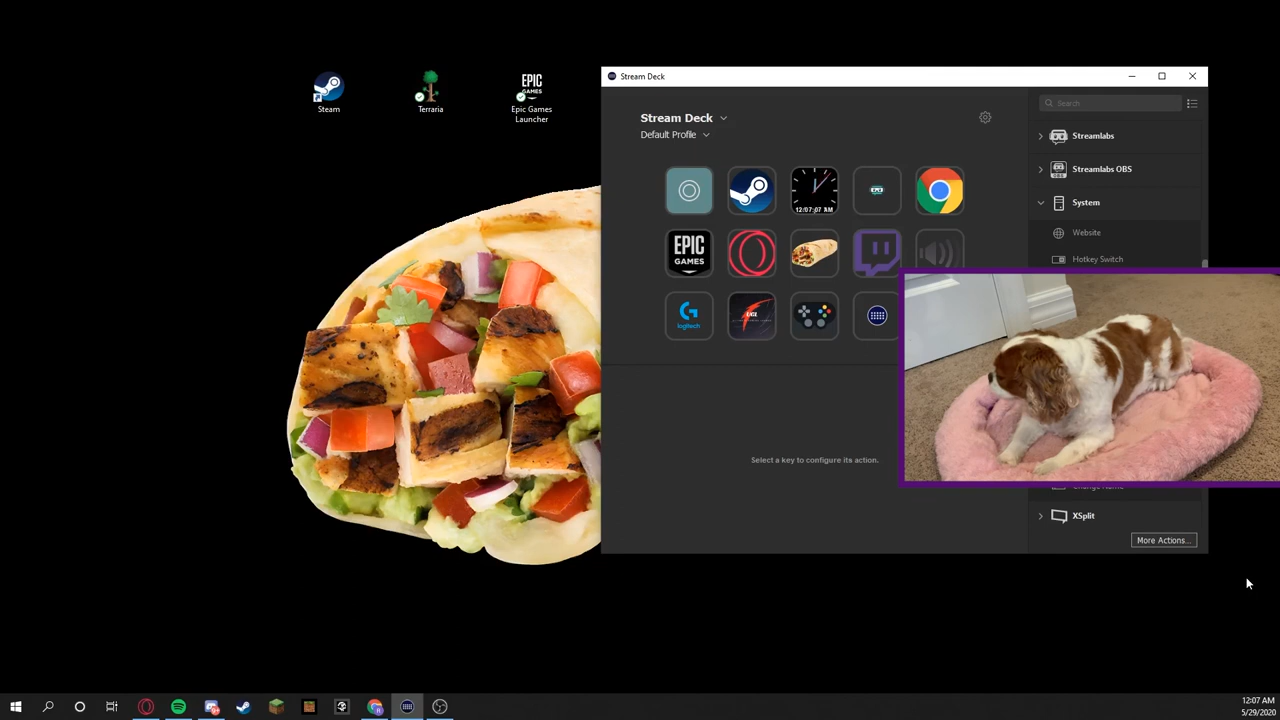 Steam
Terraria
EPIC
GAMES
Epic Games
Launcher
Stream Deck
Stream Deck
Default Profile
12/07/07 AM
EPIC
GAMES
logitech
UGL
Select a key to configure its action.
Search
Streamlabs
Streamlabs OBS
OBS
System
Website
Hotkey Switch
XSplit
More Actions...
12:07 AM
5/29/2020